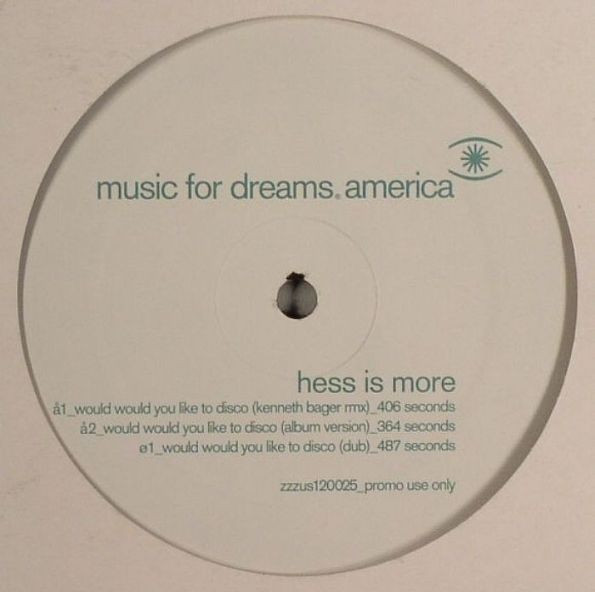 music for dreams® america
hess is more
å1_would would you like to disco (kenneth bager rmx)_406 seconds
å2_would would you like to disco (album version)_364 seconds
ø1_would would you like to disco (dub)_487 seconds
zzzus120025_promo use only